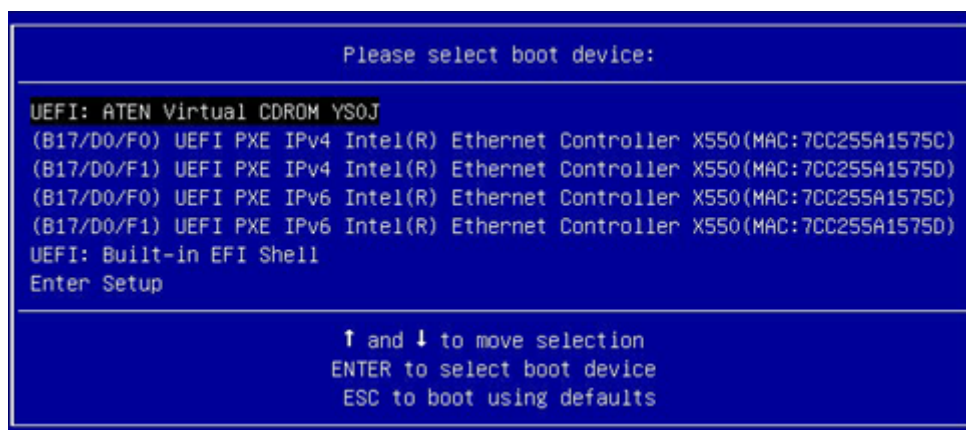 Please select boot device:
UEFI: ATEN Virtual CDROM YS0J
(B17/D0/F0) UEFI PXE IPv4 Intel(R) Ethernet Controller X550(MAC:7CC255A1575C)
(B17/D0/F1) UEFI PXE IPv4 Intel(R) Ethernet Controller X550(MAC:7CC255A1575D)
(B17/D0/F0) UEFI PXE IPv6 Intel(R) Ethernet Controller X550(MAC:7CC255A1575C)
(B17/D0/F1) UEFI PXE IPv6 Intel(R) Ethernet Controller X550(MAC:7CC255A1575D)
UEFI: Built-in EFI Shell
Enter Setup
↑ and ↓ to move selection
ENTER to select boot device
ESC to boot using defaults